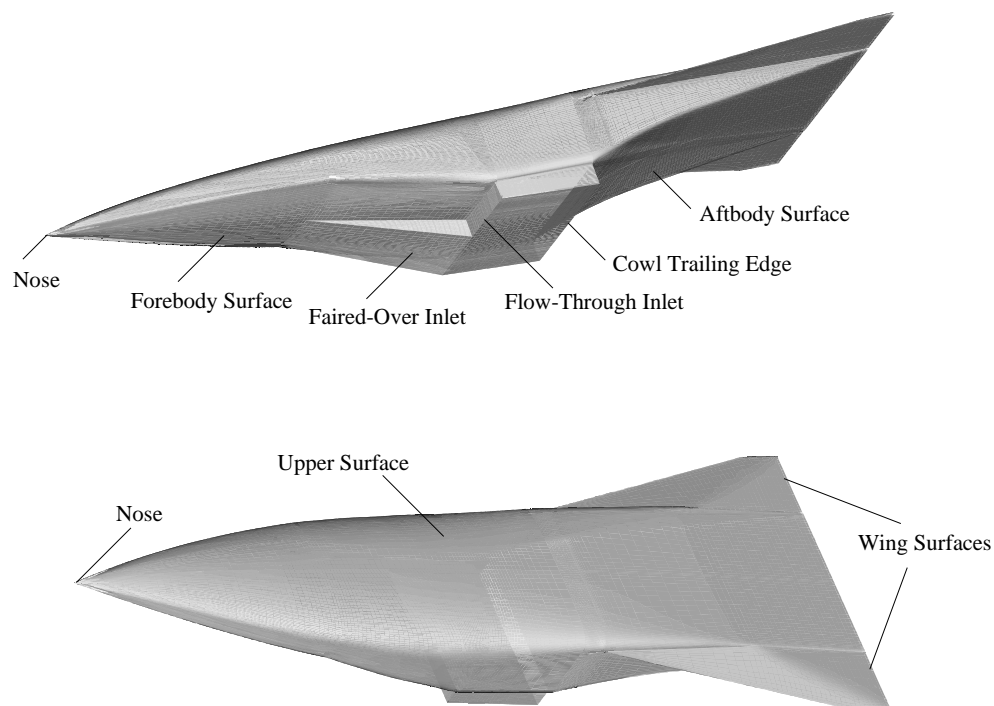 Aftbody Surface
Cowl Trailing Edge
Nose
Forebody Surface
Flow-Through Inlet
Faired-Over Inlet
Upper Surface
Nose
Wing Surfaces